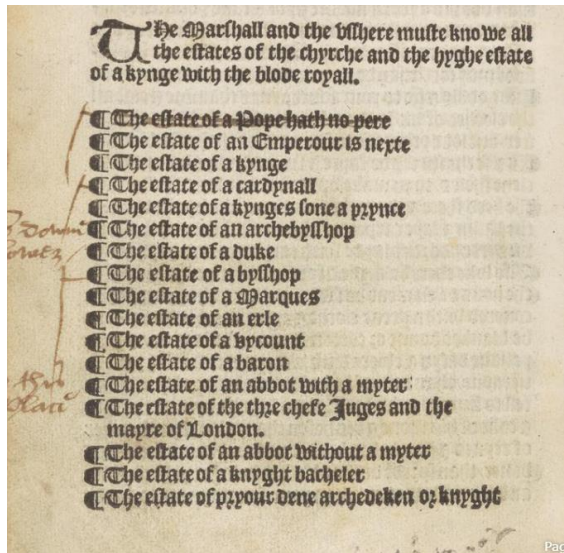 THe Marshall and the vsshere muste knowe all
the estates of the chyrche and the hyghe estate
of a kynge with the blode royall.
¶ The estate of a Pope hath no pere
¶ The estate of an Emperour is nexte
¶ The estate of a kynge
¶ The estate of a cardynall
¶ The estate of a kynges sone a prynce
¶ The estate of an archebysshop
¶ The estate of a duke
¶ The estate of a bysshop
¶ The estate of a Marques
¶ The estate of an erle
¶ The estate of a vycount
¶ The estate of a baron
¶ The estate of an abbot with a myter
¶ The estate of the thre chefe Juges and the
mayre of London.
¶ The estate of an abbot without a myter
¶ The estate of a knyght bacheler
¶ The estate of pryour dene archedeken or knyght